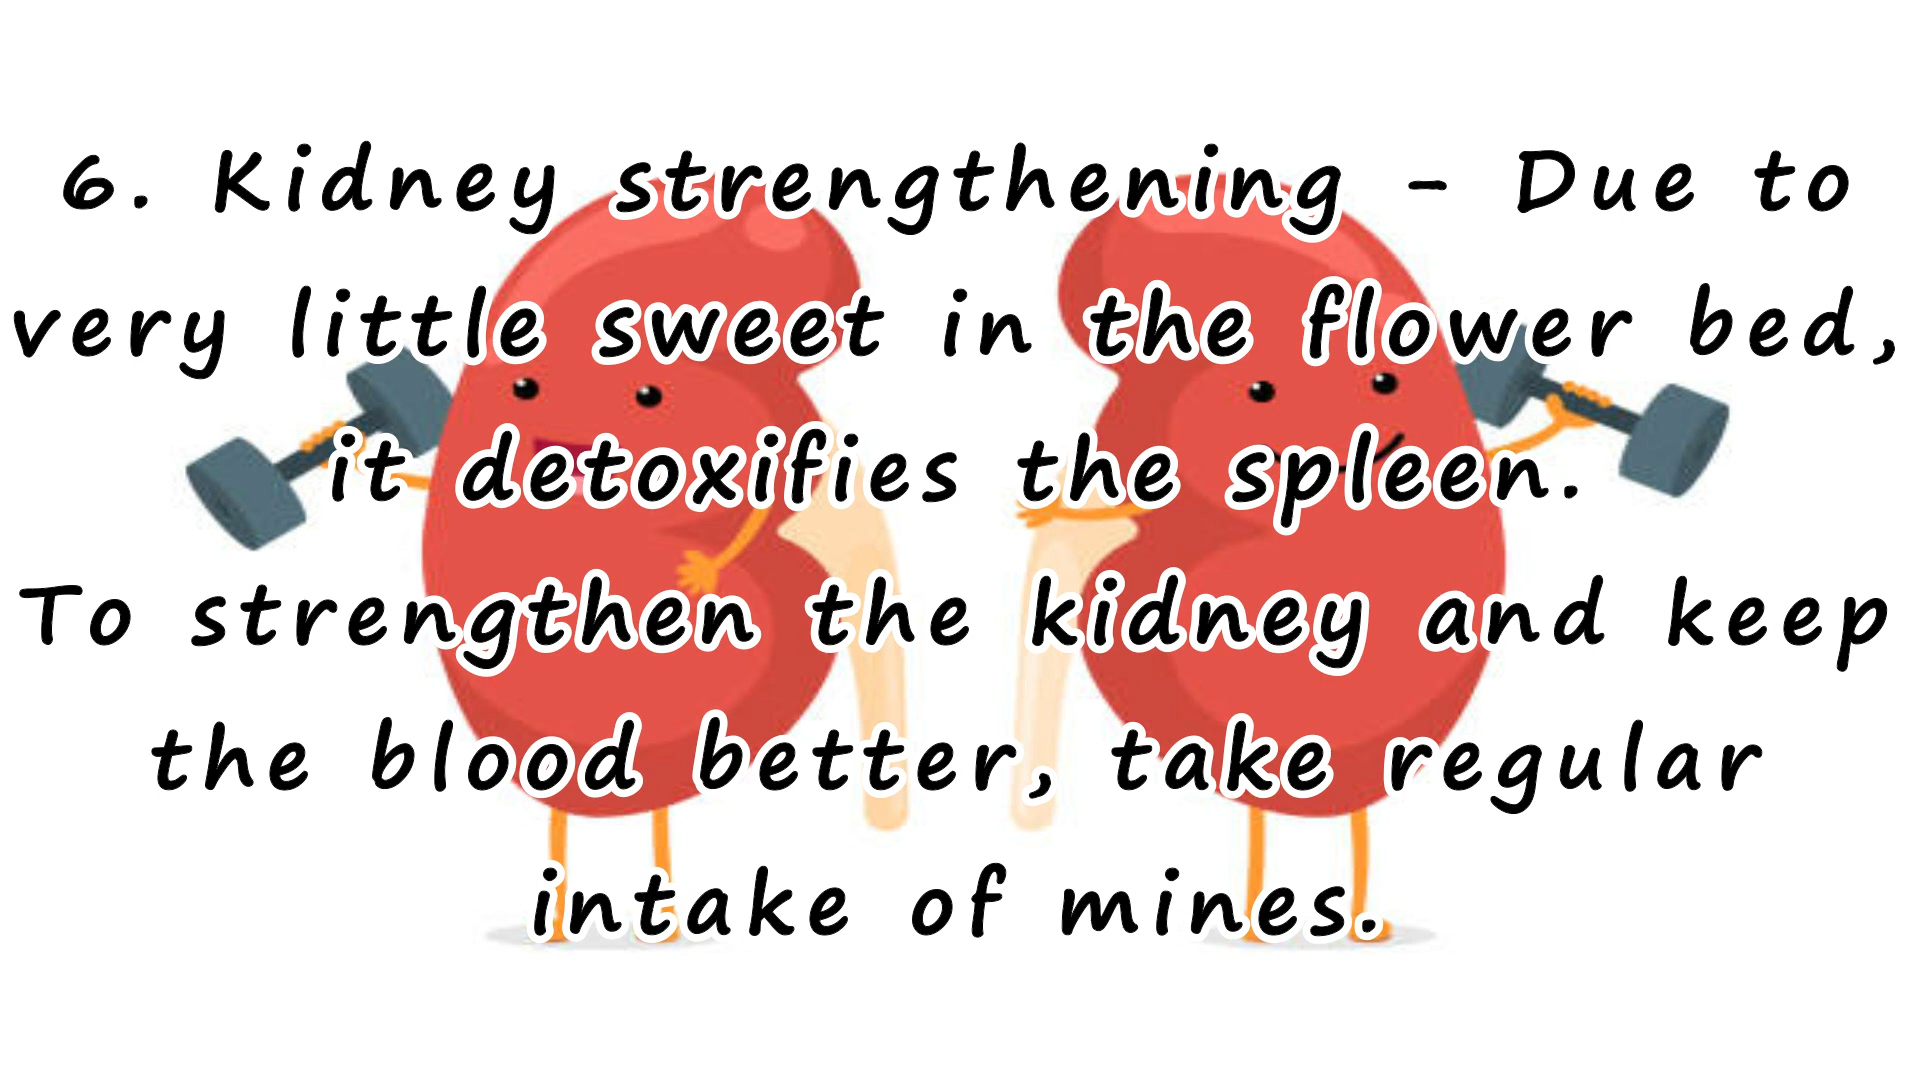 6. Kidney strengthening - Due to
very little sweet in the flower bed,
it detoxifies the spleen.
To strengthen the kidney and keep
the blood better, take regular
intake of mines.